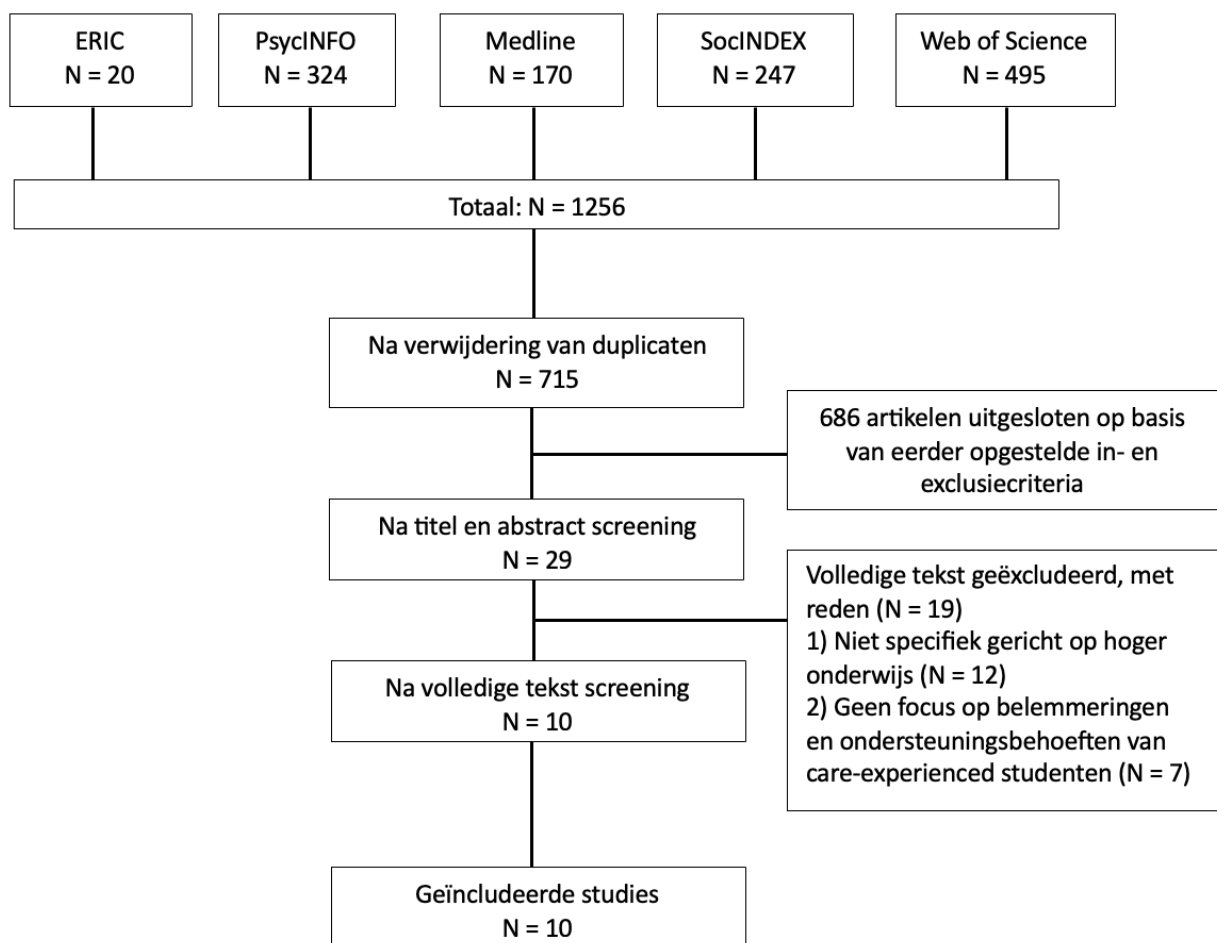 ERIC
N = 20
PsycINFO
N = 324
Medline
N = 170
SocINDEX
N = 247
Web of Science
N = 495
Totaal: N = 1256
Na verwijdering van duplicaten
N = 715
686 artikelen uitgesloten op basis
van eerder opgestelde in- en
exclusiecriteria
Na titel en abstract screening
N = 29
Volledige tekst geëxcludeerd, met
reden (N = 19)
1) Niet specifiek gericht op hoger
onderwijs (N = 12)
2) Geen focus op belemmeringen
en ondersteuningsbehoeften van
care-experienced studenten (N = 7)
Na volledige tekst screening
N = 10
Geïncludeerde studies
N = 10